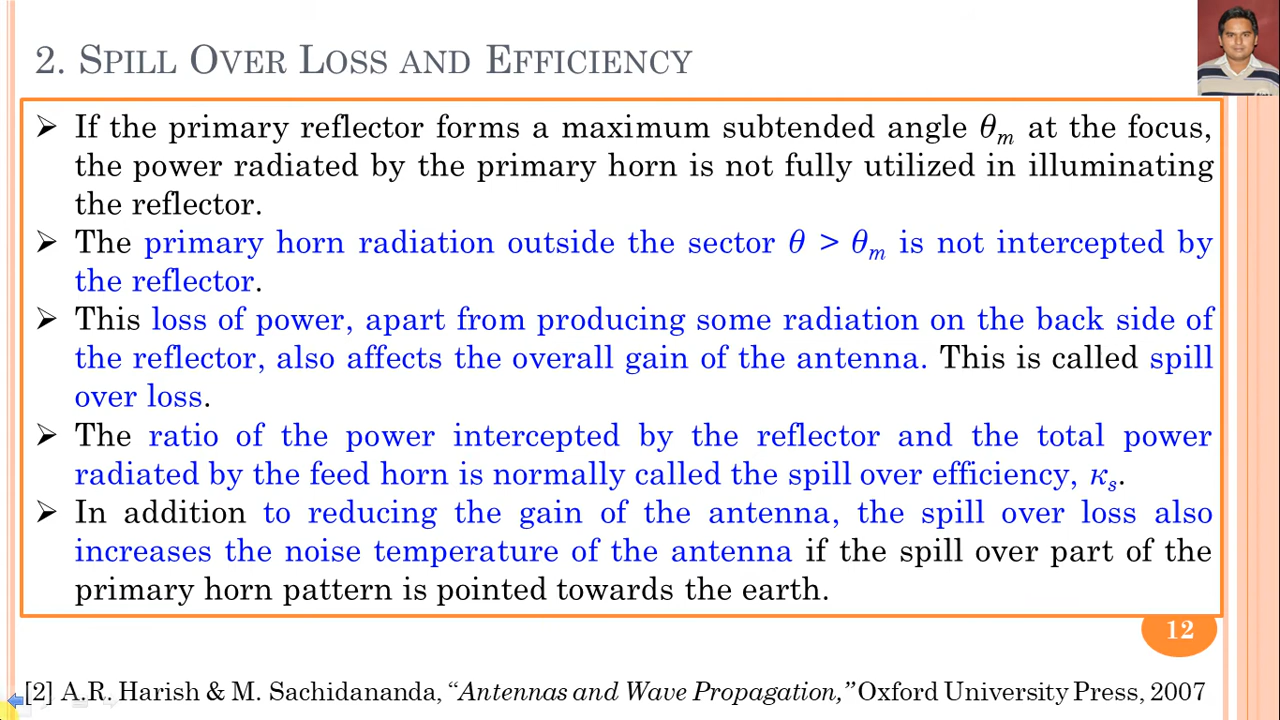 2. Spill Over Loss and Efficiency
➢ If the primary reflector forms a maximum subtended angle θₘ at the focus,
the power radiated by the primary horn is not fully utilized in illuminating
the reflector.
➢ The primary horn radiation outside the sector θ > θₘ is not intercepted by
the reflector.
➢ This loss of power, apart from producing some radiation on the back side of
the reflector, also affects the overall gain of the antenna. This is called spill
over loss.
➢ The ratio of the power intercepted by the reflector and the total power
radiated by the feed horn is normally called the spill over efficiency, κₛ.
➢ In addition to reducing the gain of the antenna, the spill over loss also
increases the noise temperature of the antenna if the spill over part of the
primary horn pattern is pointed towards the earth.
12
[2] A.R. Harish & M. Sachidananda, “Antennas and Wave Propagation,” Oxford University Press, 2007